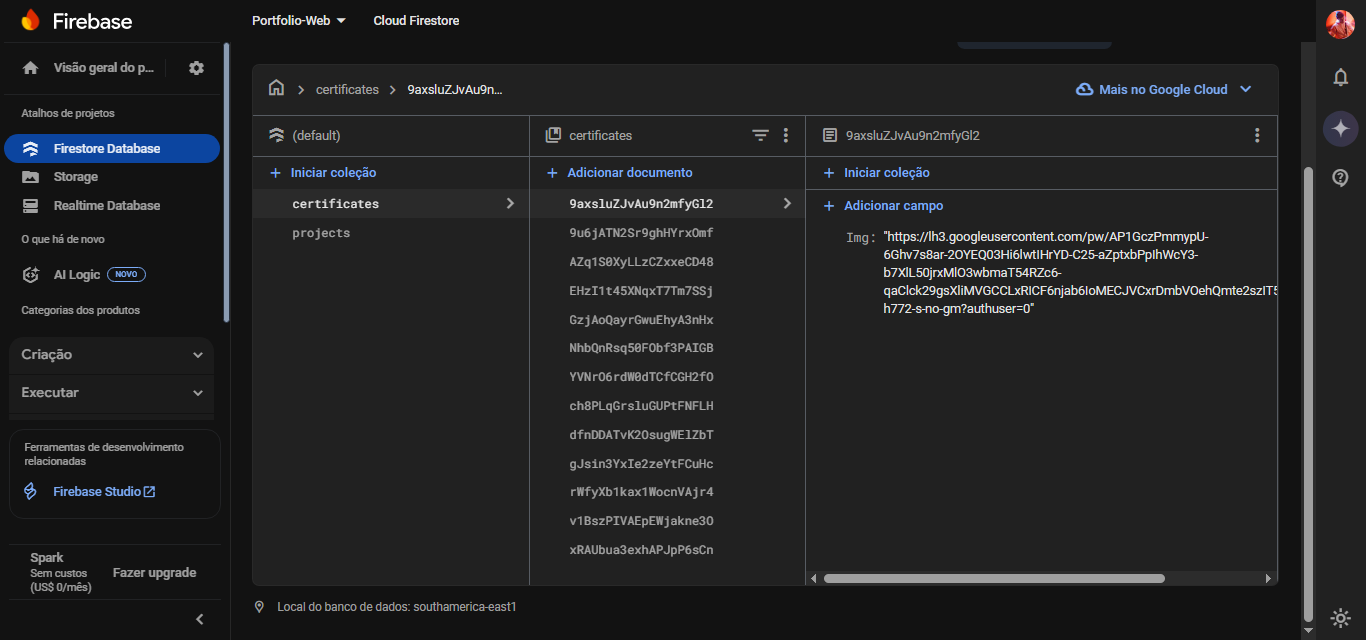 Firebase
Portfolio-Web
Cloud Firestore
Visão geral do p...
Atalhos de projetos
Firestore Database
Storage
Realtime Database
O que há de novo
AI Logic
NOVO
Categorias dos produtos
Criação
Executar
Ferramentas de desenvolvimento
relacionadas
Firebase Studio
Spark
Sem custos
(US$ 0/mês)
Fazer upgrade
certificates
9axsluZJvAu9n...
Mais no Google Cloud
(default)
Iniciar coleção
certificates
projects
certificates
Adicionar documento
9axsluZJvAu9n2mfyGl2
9u6jATN2Sr9ghHYrxOmf
AZq1S0XyLLzCZxxeCD48
EHzI1t45XNqxT7Tm7SSj
GzjAoQayrGwuEhyA3nHx
NhbQnRsq50FObf3PAIGB
YVNrO6rdW0dTCfCGH2fO
ch8PLqGrsluGUPtFNFLH
dfnDDATvK2OsugWElZbT
gJsin3YxIe2zeYtFCuHc
rWfyXb1kax1WocnVAjr4
v1BszPIVAEpEWjakne3O
xRAUbua3exhAPJpP6sCn
9axsluZJvAu9n2mfyGl2
Iniciar coleção
Adicionar campo
Img: "https://lh3.googleusercontent.com/pw/AP1GczPmmypU-
6Ghv7s8ar-2OYEQ03Hi6lwtIHrYD-C25-aZptxbPpIhWcY3-
b7XlL50jrxMlO3wbmaT54RZc6-
qaClck29gsXliMVGCCLxRICF6njab6IoMECJVCxrDmbVOehQmte2szIT5
h772-s-no-gm?authuser=0"
Local do banco de dados: southamerica-east1